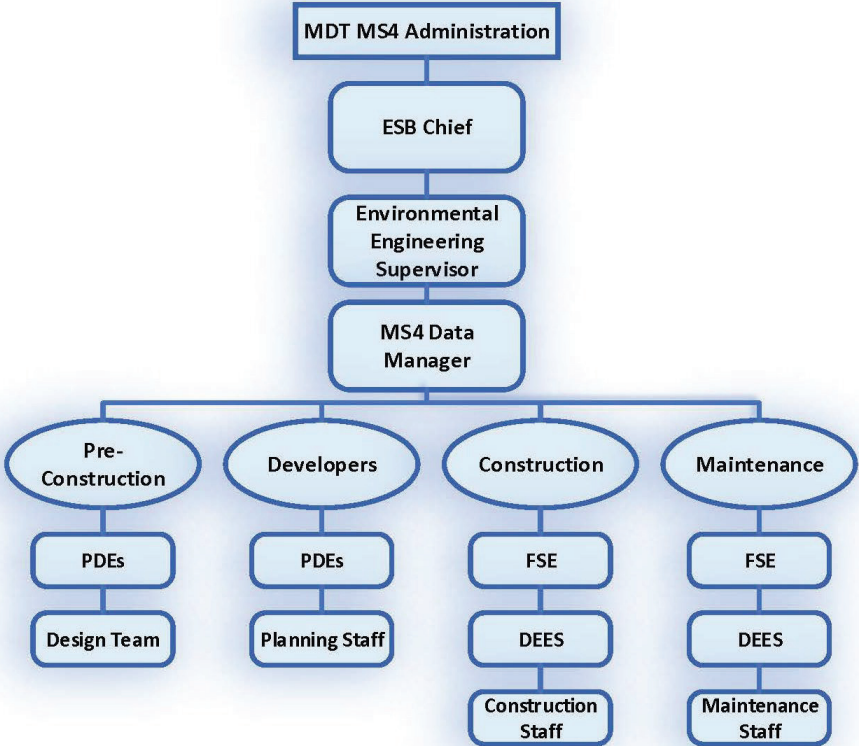 MDT MS4 Administration
ESB Chief
Environmental
Engineering
Supervisor
MS4 Data
Manager
Pre-
Construction
Developers
Construction
Maintenance
PDEs
PDEs
FSE
FSE
Design Team
Planning Staff
DEES
DEES
Construction
Staff
Maintenance
Staff